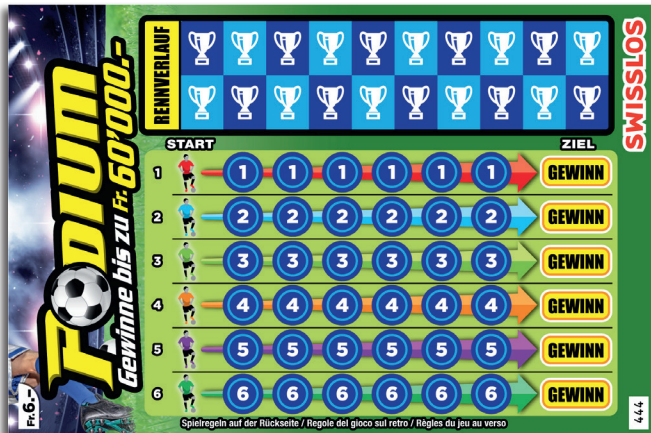 PODIUM
Gewinne bis zu Fr. 60'000.-
Fr. 6.–
RENNVERLAUF
SWISSLOS
START ZIEL
1 1 1 1 1 1 1 GEWINN
2 2 2 2 2 2 2 GEWINN
3 3 3 3 3 3 3 GEWINN
4 4 4 4 4 4 4 GEWINN
5 5 5 5 5 5 5 GEWINN
6 6 6 6 6 6 6 GEWINN
Spielregeln auf der Rückseite / Regole del gioco sul retro / Règles du jeu au verso
444